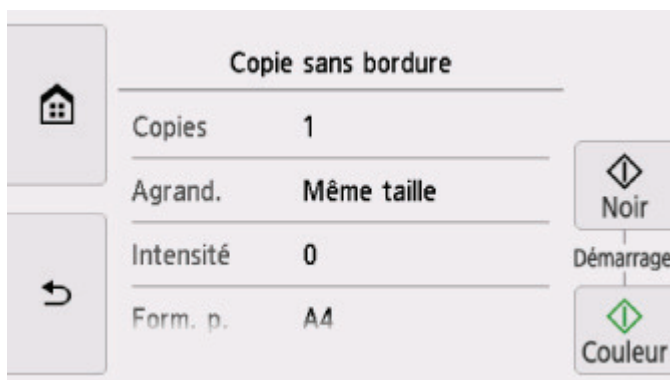 Copie sans bordure
Copies 1
Agrand. Même taille
Intensité 0
Form. p. A4
Noir
Démarrage
Couleur